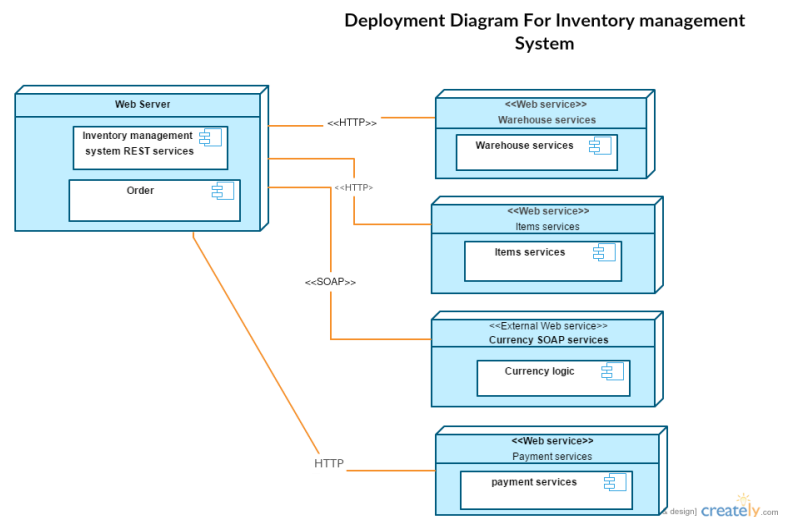 Deployment Diagram For Inventory management
System
Web Server
Inventory management
system REST services
Order
<<HTTP>>
<<Web service>>
Warehouse services
Warehouse services
<<HTTP>
<<Web service>>
Items services
Items services
<<SOAP>>
<<External Web service>>
Currency SOAP services
Currency logic
HTTP
<<Web service>>
Payment services
payment services
design]
creately.com